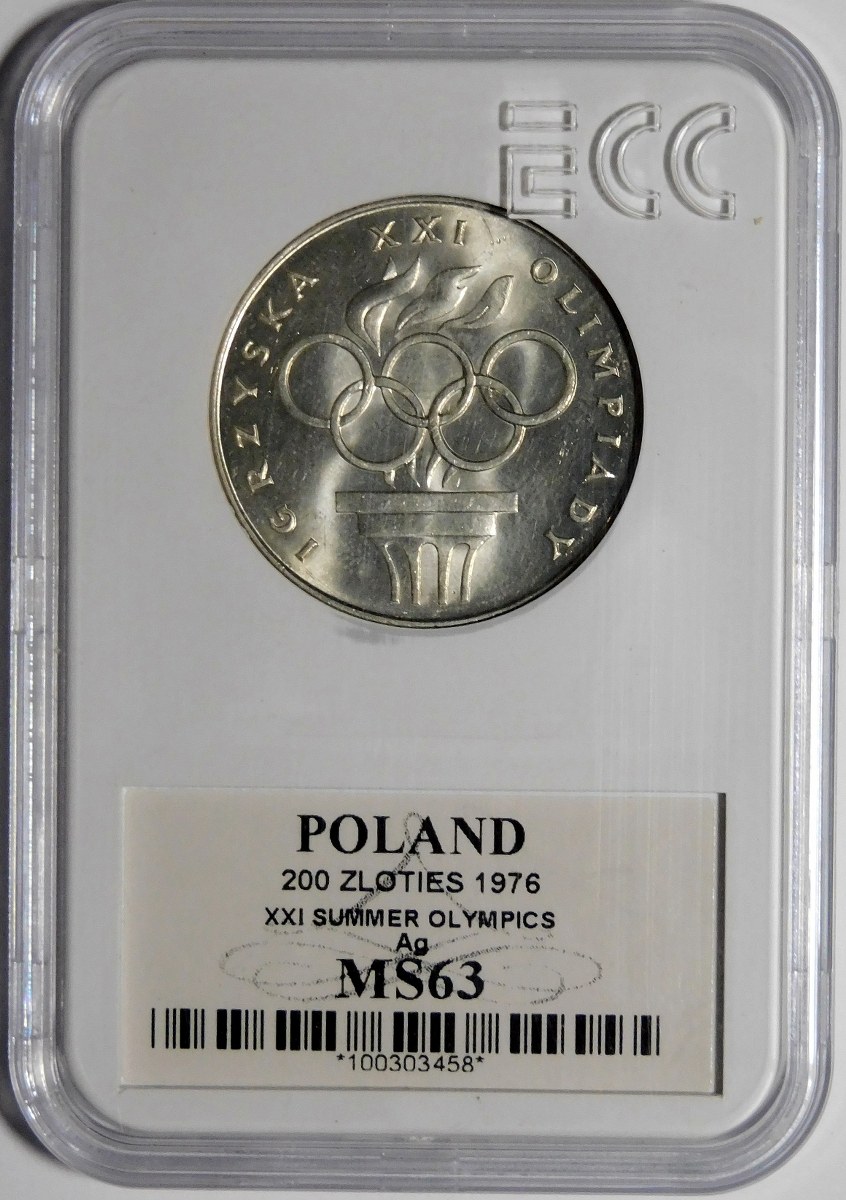 ECC
IGRZYSKA XXI OLIMPIADY
POLAND
200 ZLOTIES 1976
XXI SUMMER OLYMPICS
Ag
MS63
*100303458*